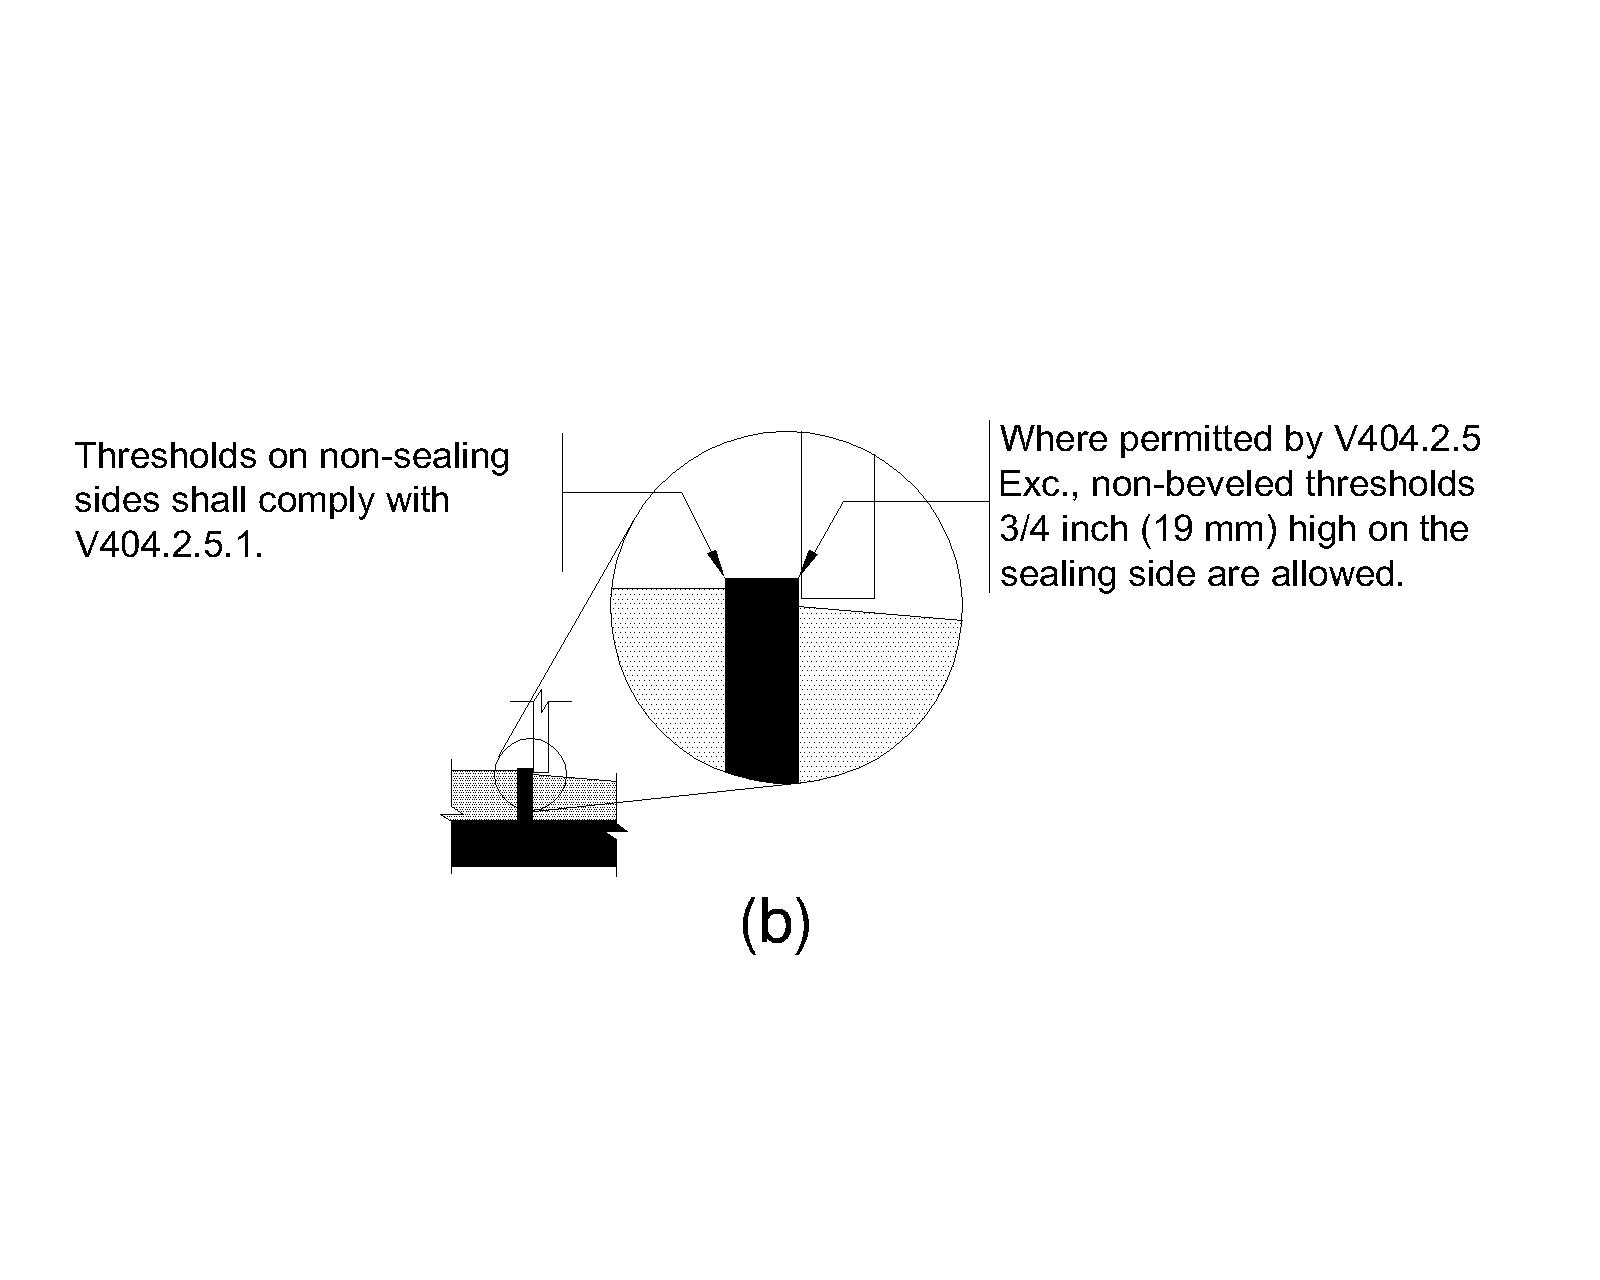 Thresholds on non-sealing
sides shall comply with
V404.2.5.1.
Where permitted by V404.2.5
Exc., non-beveled thresholds
3/4 inch (19 mm) high on the
sealing side are allowed.
(b)